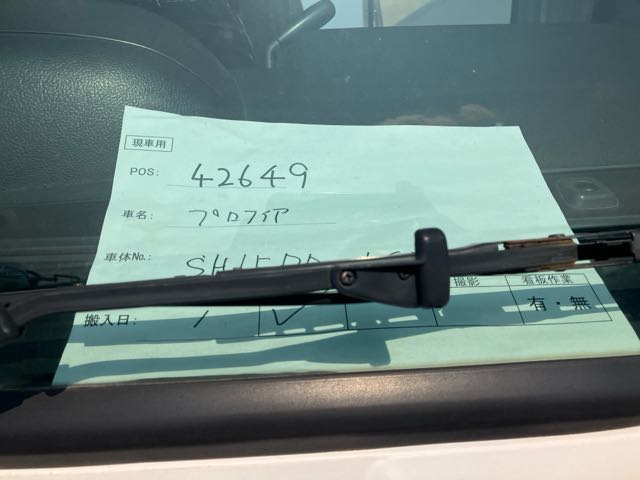 現車用
POS: 42649
車名: プロフィア
車体No.:
撮影 看板作業
搬入日: 有・無